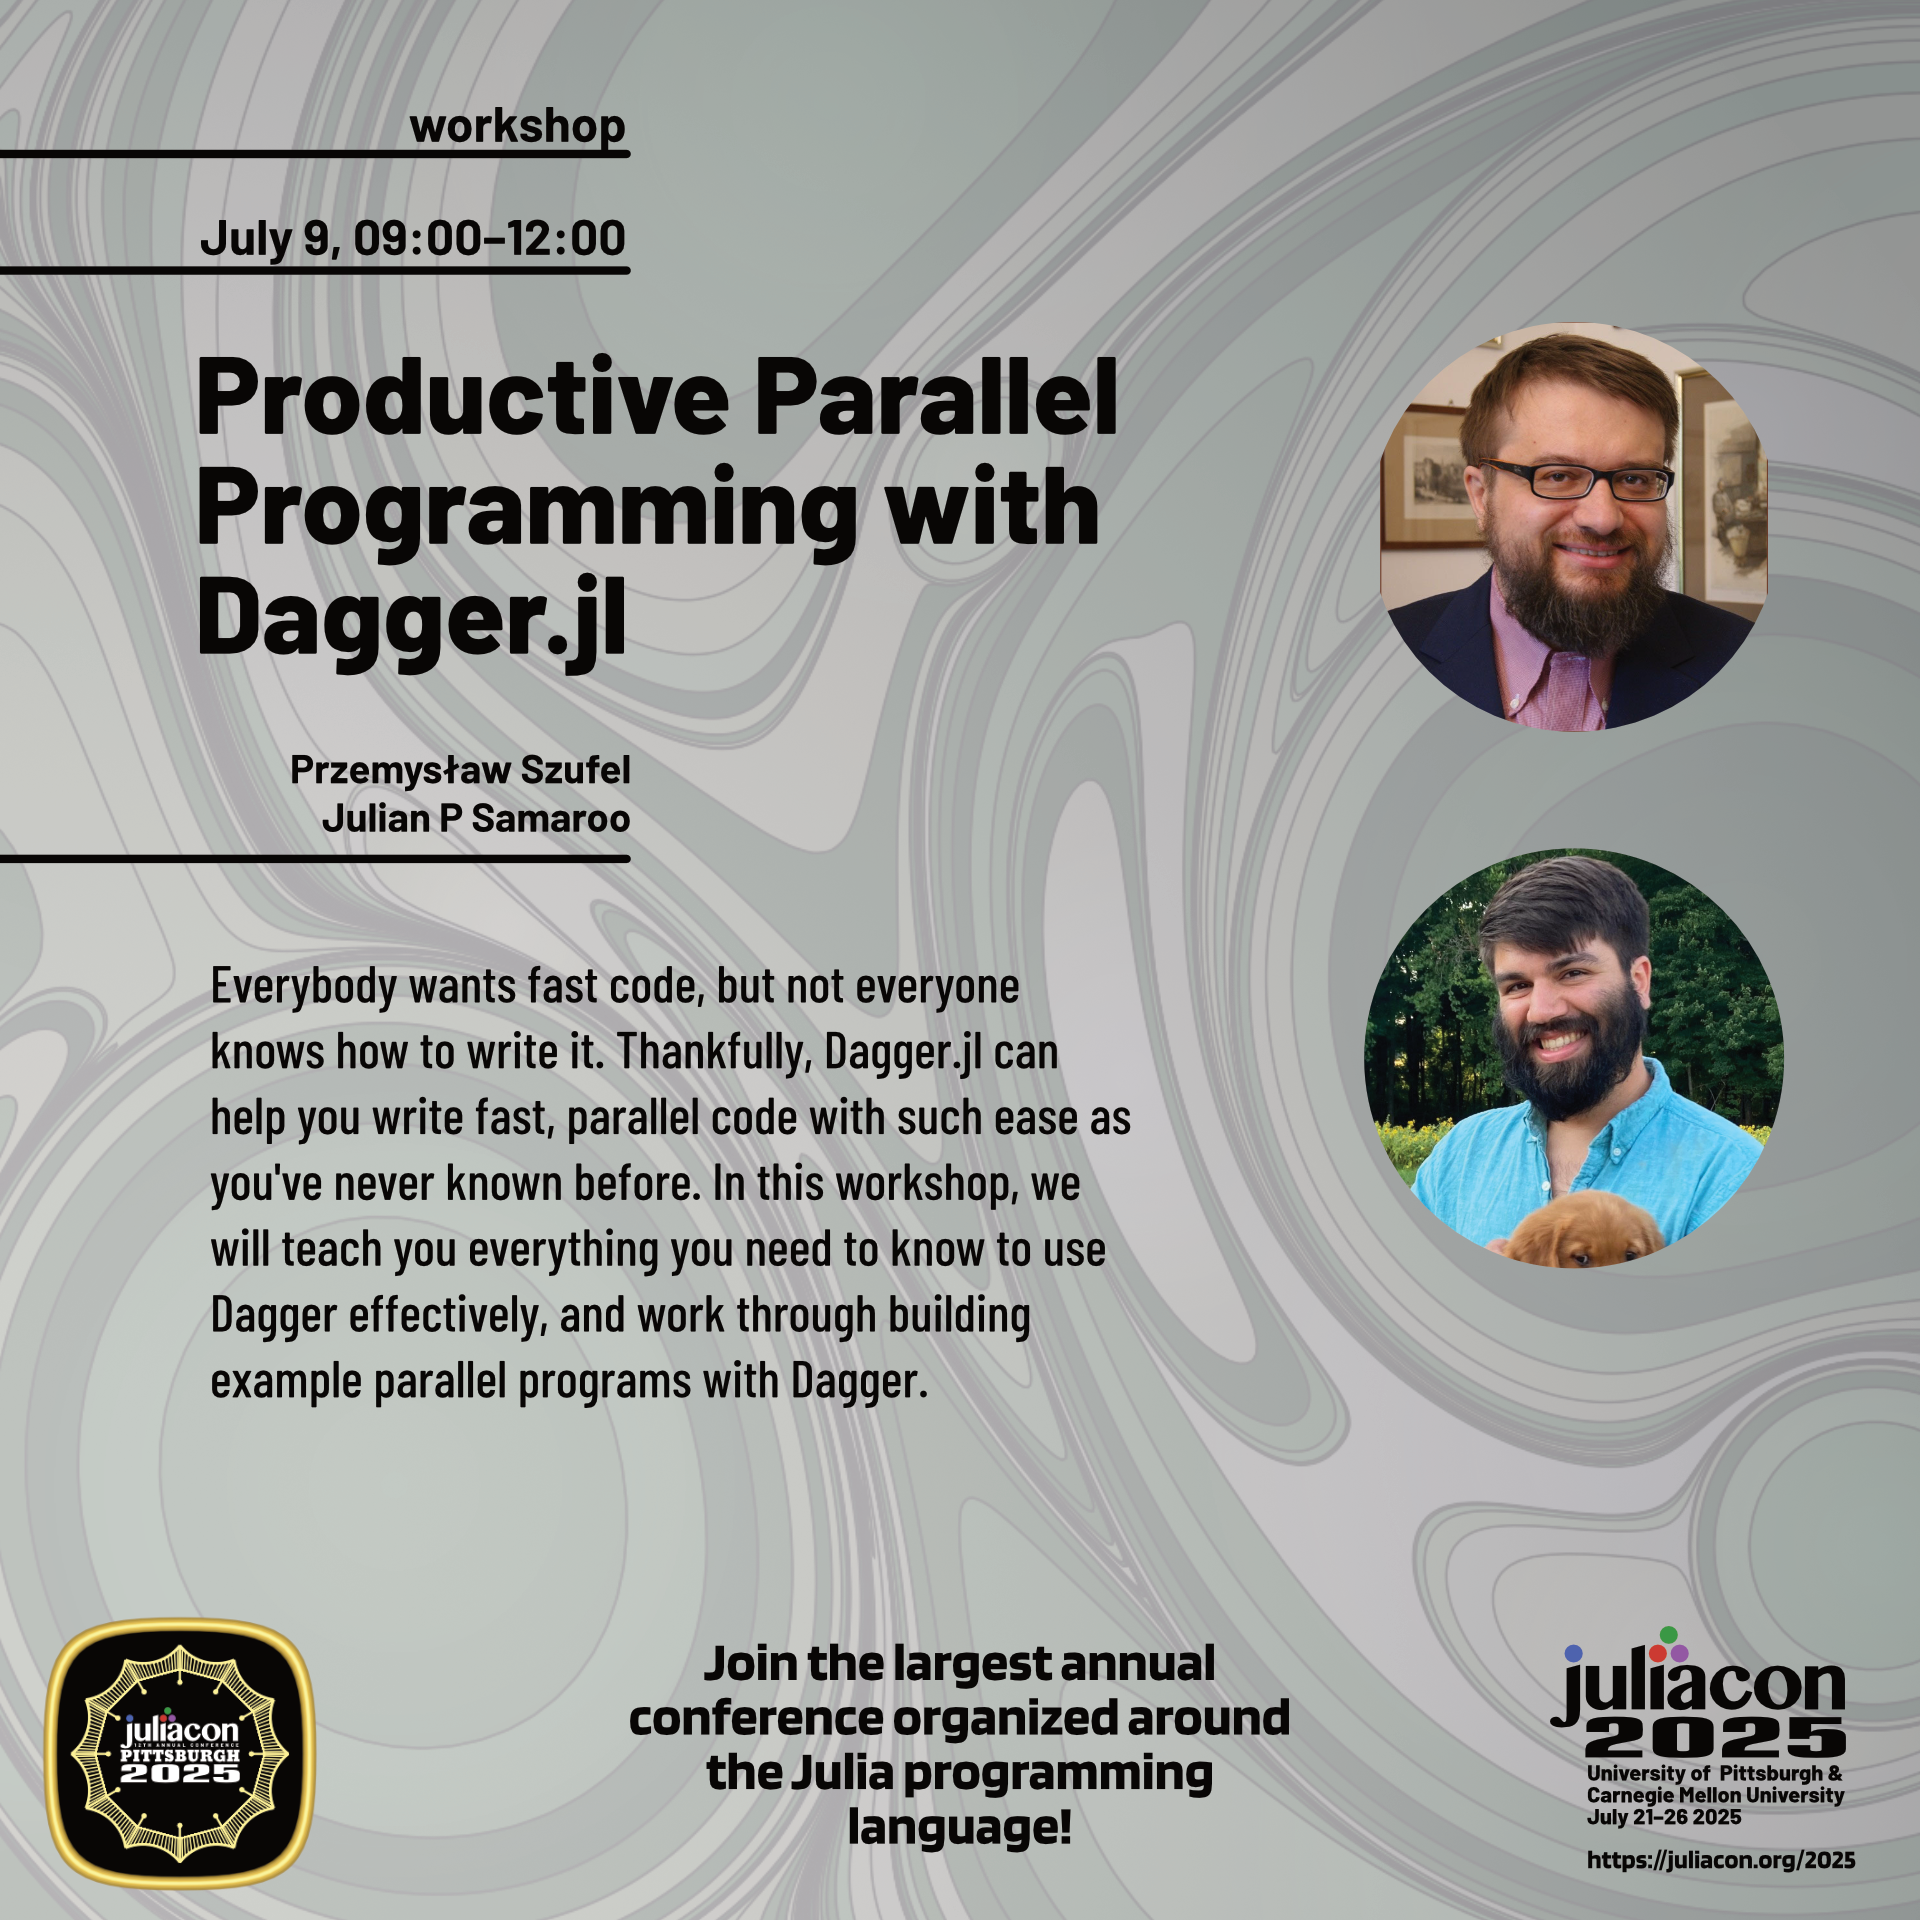 workshop
July 9, 09:00–12:00
Productive Parallel
Programming with
Dagger.jl
Przemysław Szufel
Julian P Samaroo
Everybody wants fast code, but not everyone
knows how to write it. Thankfully, Dagger.jl can
help you write fast, parallel code with such ease as
you've never known before. In this workshop, we
will teach you everything you need to know to use
Dagger effectively, and work through building
example parallel programs with Dagger.
juliacon
12TH ANNUAL CONFERENCE
PITTSBURGH
2025
Join the largest annual
conference organized around
the Julia programming
language!
juliacon
2025
University of Pittsburgh &
Carnegie Mellon University
July 21–26 2025
https://juliacon.org/2025